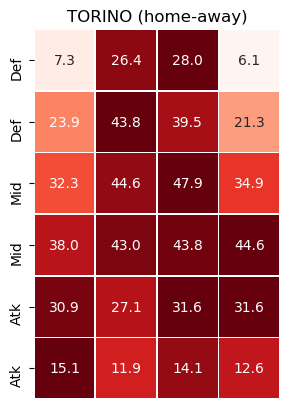 TORINO (home-away)
Def 7.3 26.4 28.0 6.1
Def 23.9 43.8 39.5 21.3
Mid 32.3 44.6 47.9 34.9
Mid 38.0 43.0 43.8 44.6
Atk 30.9 27.1 31.6 31.6
Atk 15.1 11.9 14.1 12.6